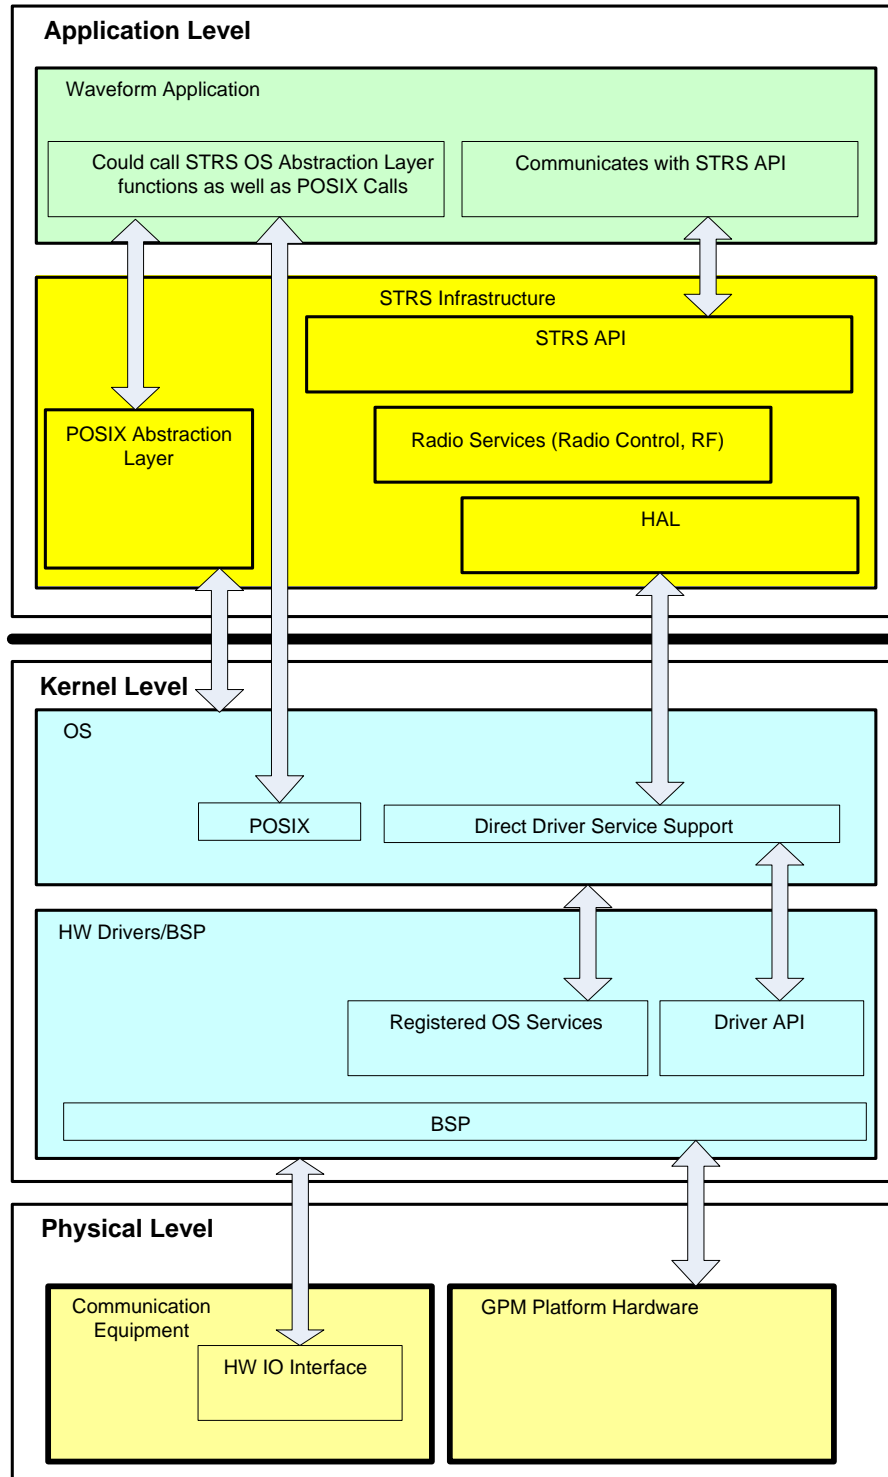 Application Level
Waveform Application
Could call STRS OS Abstraction Layer
functions as well as POSIX Calls
Communicates with STRS API
STRS Infrastructure
STRS API
POSIX Abstraction
Layer
Radio Services (Radio Control, RF)
HAL
Kernel Level
OS
POSIX
Direct Driver Service Support
HW Drivers/BSP
Registered OS Services
Driver API
BSP
Physical Level
Communication
Equipment
HW IO Interface
GPM Platform Hardware